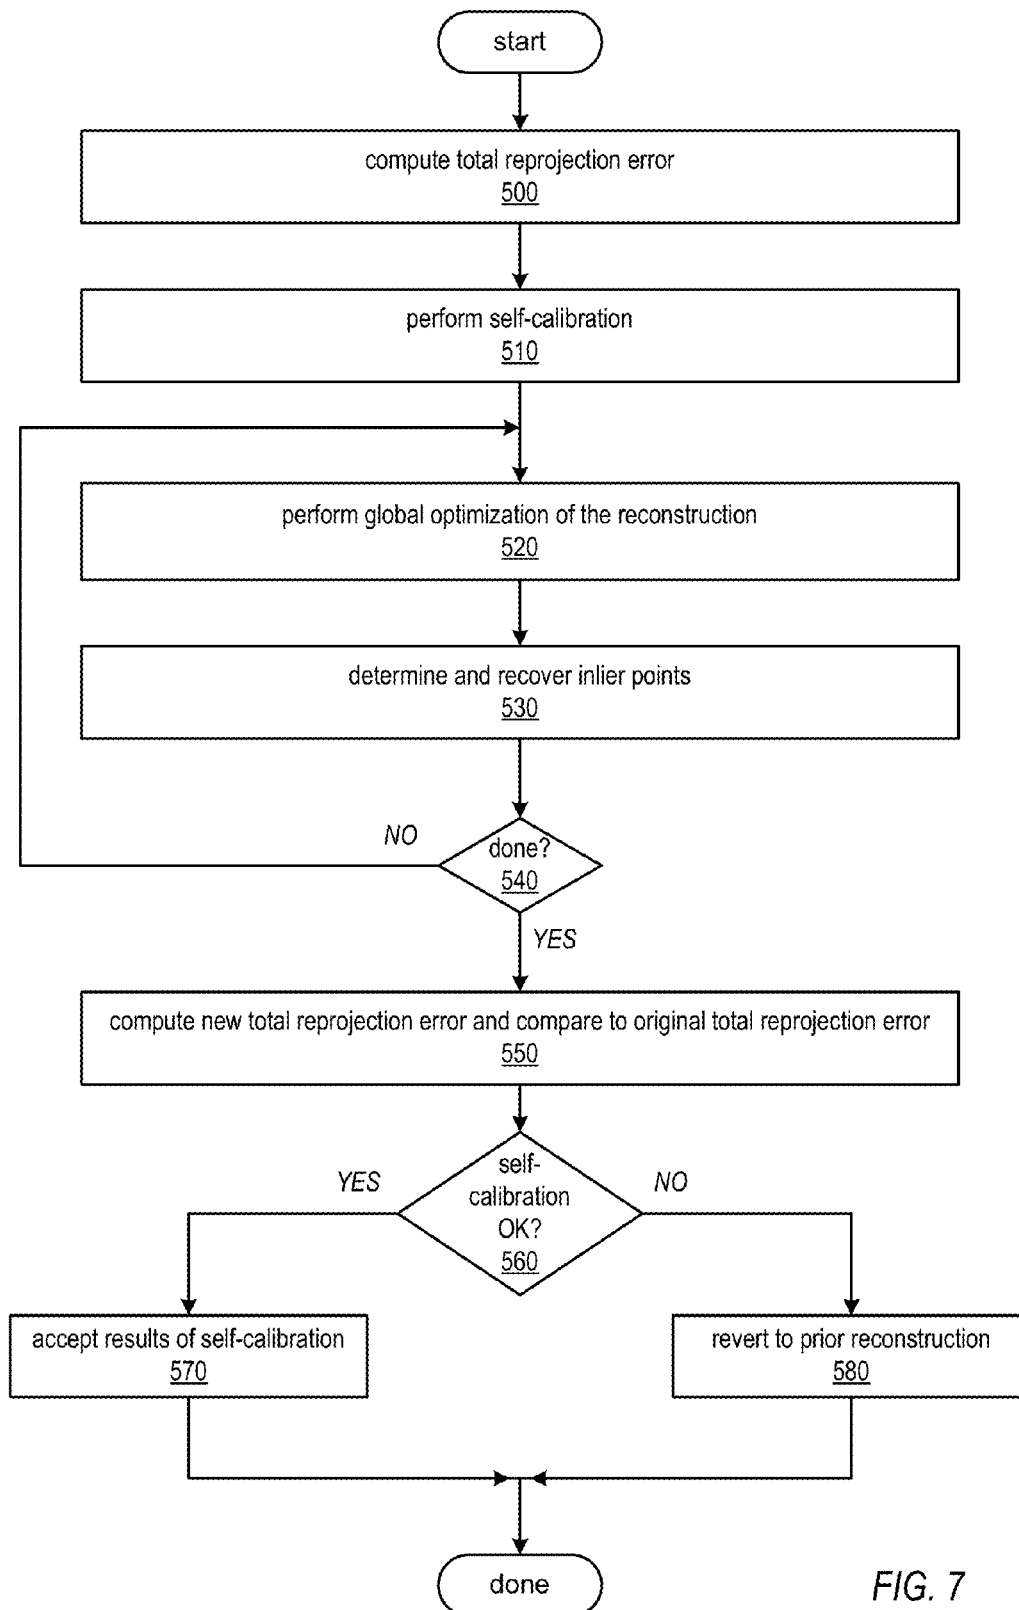 start
compute total reprojection error
500
perform self-calibration
510
perform global optimization of the reconstruction
520
determine and recover inlier points
530
NO
done?
540
YES
compute new total reprojection error and compare to original total reprojection error
550
YES
self-
calibration
OK?
560
NO
accept results of self-calibration
570
revert to prior reconstruction
580
done
FIG. 7